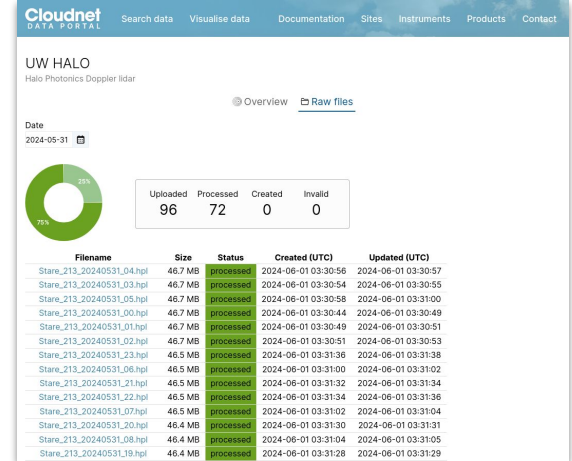 Cloudnet
DATA PORTAL
Search data Visualise data Documentation Sites Instruments Products Contact
UW HALO
Halo Photonics Doppler lidar
Overview Raw files
Date
2024-05-31
25%
75%
Uploaded Processed Created Invalid
96 72 0 0
Filename Size Status Created (UTC) Updated (UTC)
Stare_213_20240531_04.hpl 46.7 MB processed 2024-06-01 03:30:56 2024-06-01 03:30:57
Stare_213_20240531_03.hpl 46.7 MB processed 2024-06-01 03:30:54 2024-06-01 03:30:55
Stare_213_20240531_05.hpl 46.7 MB processed 2024-06-01 03:30:58 2024-06-01 03:31:00
Stare_213_20240531_00.hpl 46.7 MB processed 2024-06-01 03:30:44 2024-06-01 03:30:49
Stare_213_20240531_01.hpl 46.7 MB processed 2024-06-01 03:30:49 2024-06-01 03:30:51
Stare_213_20240531_02.hpl 46.7 MB processed 2024-06-01 03:30:51 2024-06-01 03:30:53
Stare_213_20240531_23.hpl 46.5 MB processed 2024-06-01 03:31:36 2024-06-01 03:31:38
Stare_213_20240531_06.hpl 46.5 MB processed 2024-06-01 03:31:00 2024-06-01 03:31:02
Stare_213_20240531_21.hpl 46.5 MB processed 2024-06-01 03:31:32 2024-06-01 03:31:34
Stare_213_20240531_22.hpl 46.5 MB processed 2024-06-01 03:31:34 2024-06-01 03:31:36
Stare_213_20240531_07.hpl 46.5 MB processed 2024-06-01 03:31:02 2024-06-01 03:31:04
Stare_213_20240531_20.hpl 46.4 MB processed 2024-06-01 03:31:30 2024-06-01 03:31:31
Stare_213_20240531_08.hpl 46.4 MB processed 2024-06-01 03:31:04 2024-06-01 03:31:05
Stare_213_20240531_19.hpl 46.4 MB processed 2024-06-01 03:31:28 2024-06-01 03:31:29